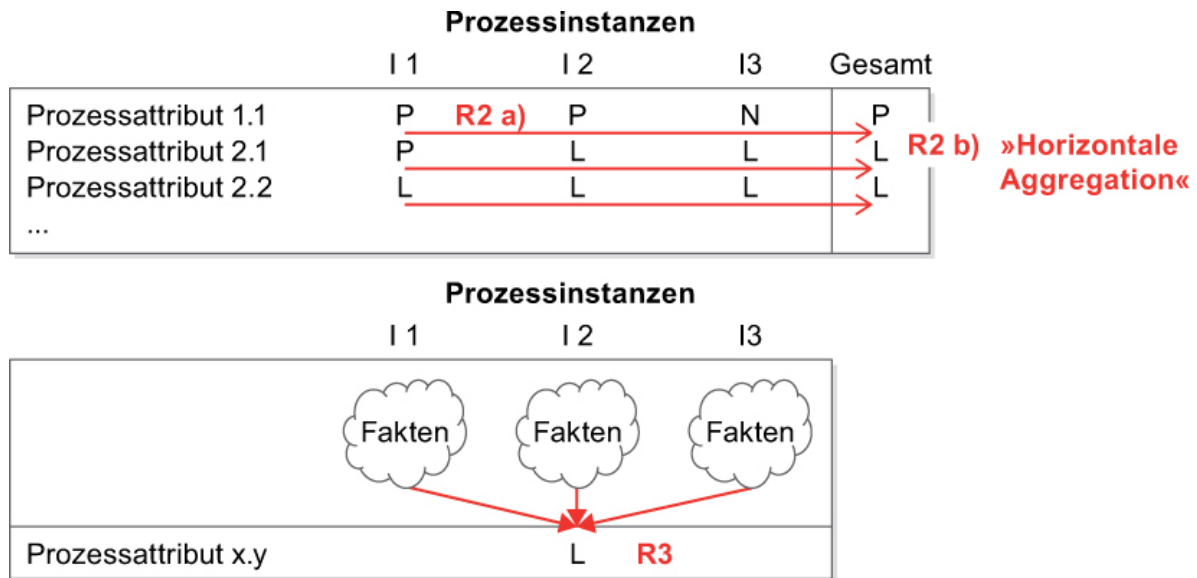 Prozessinstanzen
I 1 I 2 I3 Gesamt
Prozessattribut 1.1 P R2 a) P N P
Prozessattribut 2.1 P L L L R2 b) »Horizontale
Prozessattribut 2.2 L L L L Aggregation«
...
Prozessinstanzen
I 1 I 2 I3
Fakten Fakten Fakten
Prozessattribut x.y L R3